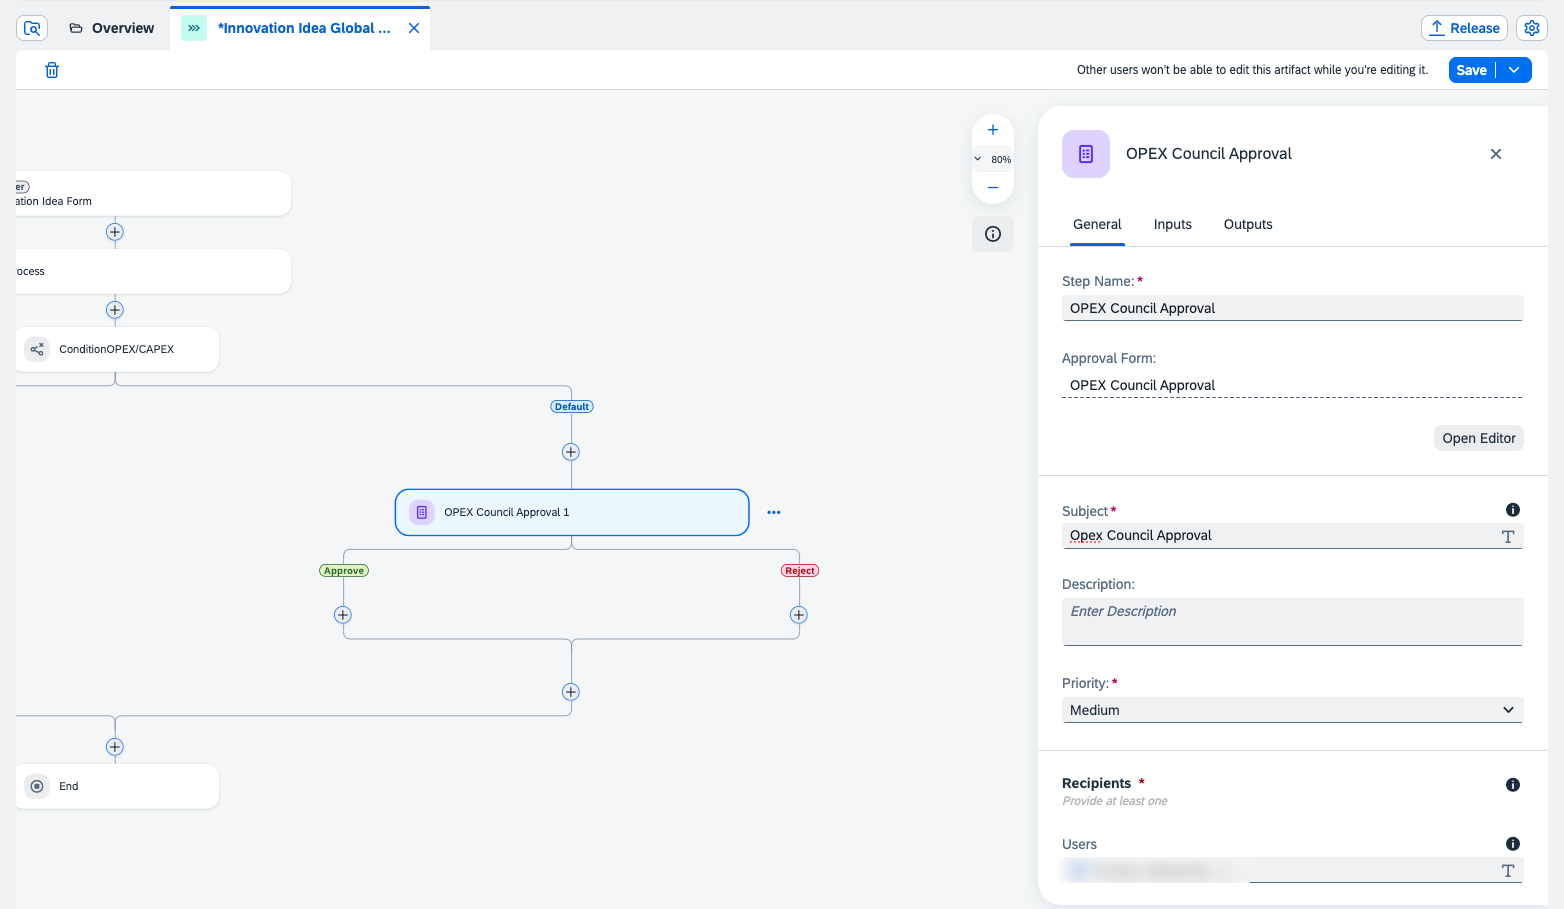 Overview
*Innovation Idea Global ...
Release
Other users won't be able to edit this artifact while you're editing it.
Save
80%
er
ation Idea Form
ocess
ConditionOPEX/CAPEX
Default
OPEX Council Approval 1
Approve
Reject
End
OPEX Council Approval
General
Inputs
Outputs
Step Name:*
OPEX Council Approval
Approval Form:
OPEX Council Approval
Open Editor
Subject*
Opex Council Approval
Description:
Enter Description
Priority:*
Medium
Recipients *
Provide at least one
Users